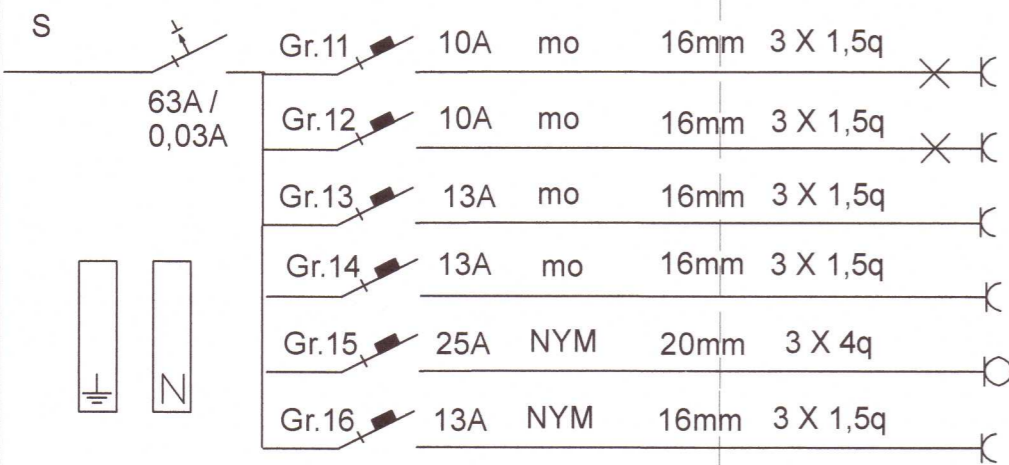 S
63A /
0,03A
Gr.11 10A mo 16mm 3 X 1,5q
Gr.12 10A mo 16mm 3 X 1,5q
Gr.13 13A mo 16mm 3 X 1,5q
Gr.14 13A mo 16mm 3 X 1,5q
Gr.15 25A NYM 20mm 3 X 4q
Gr.16 13A NYM 16mm 3 X 1,5q
N